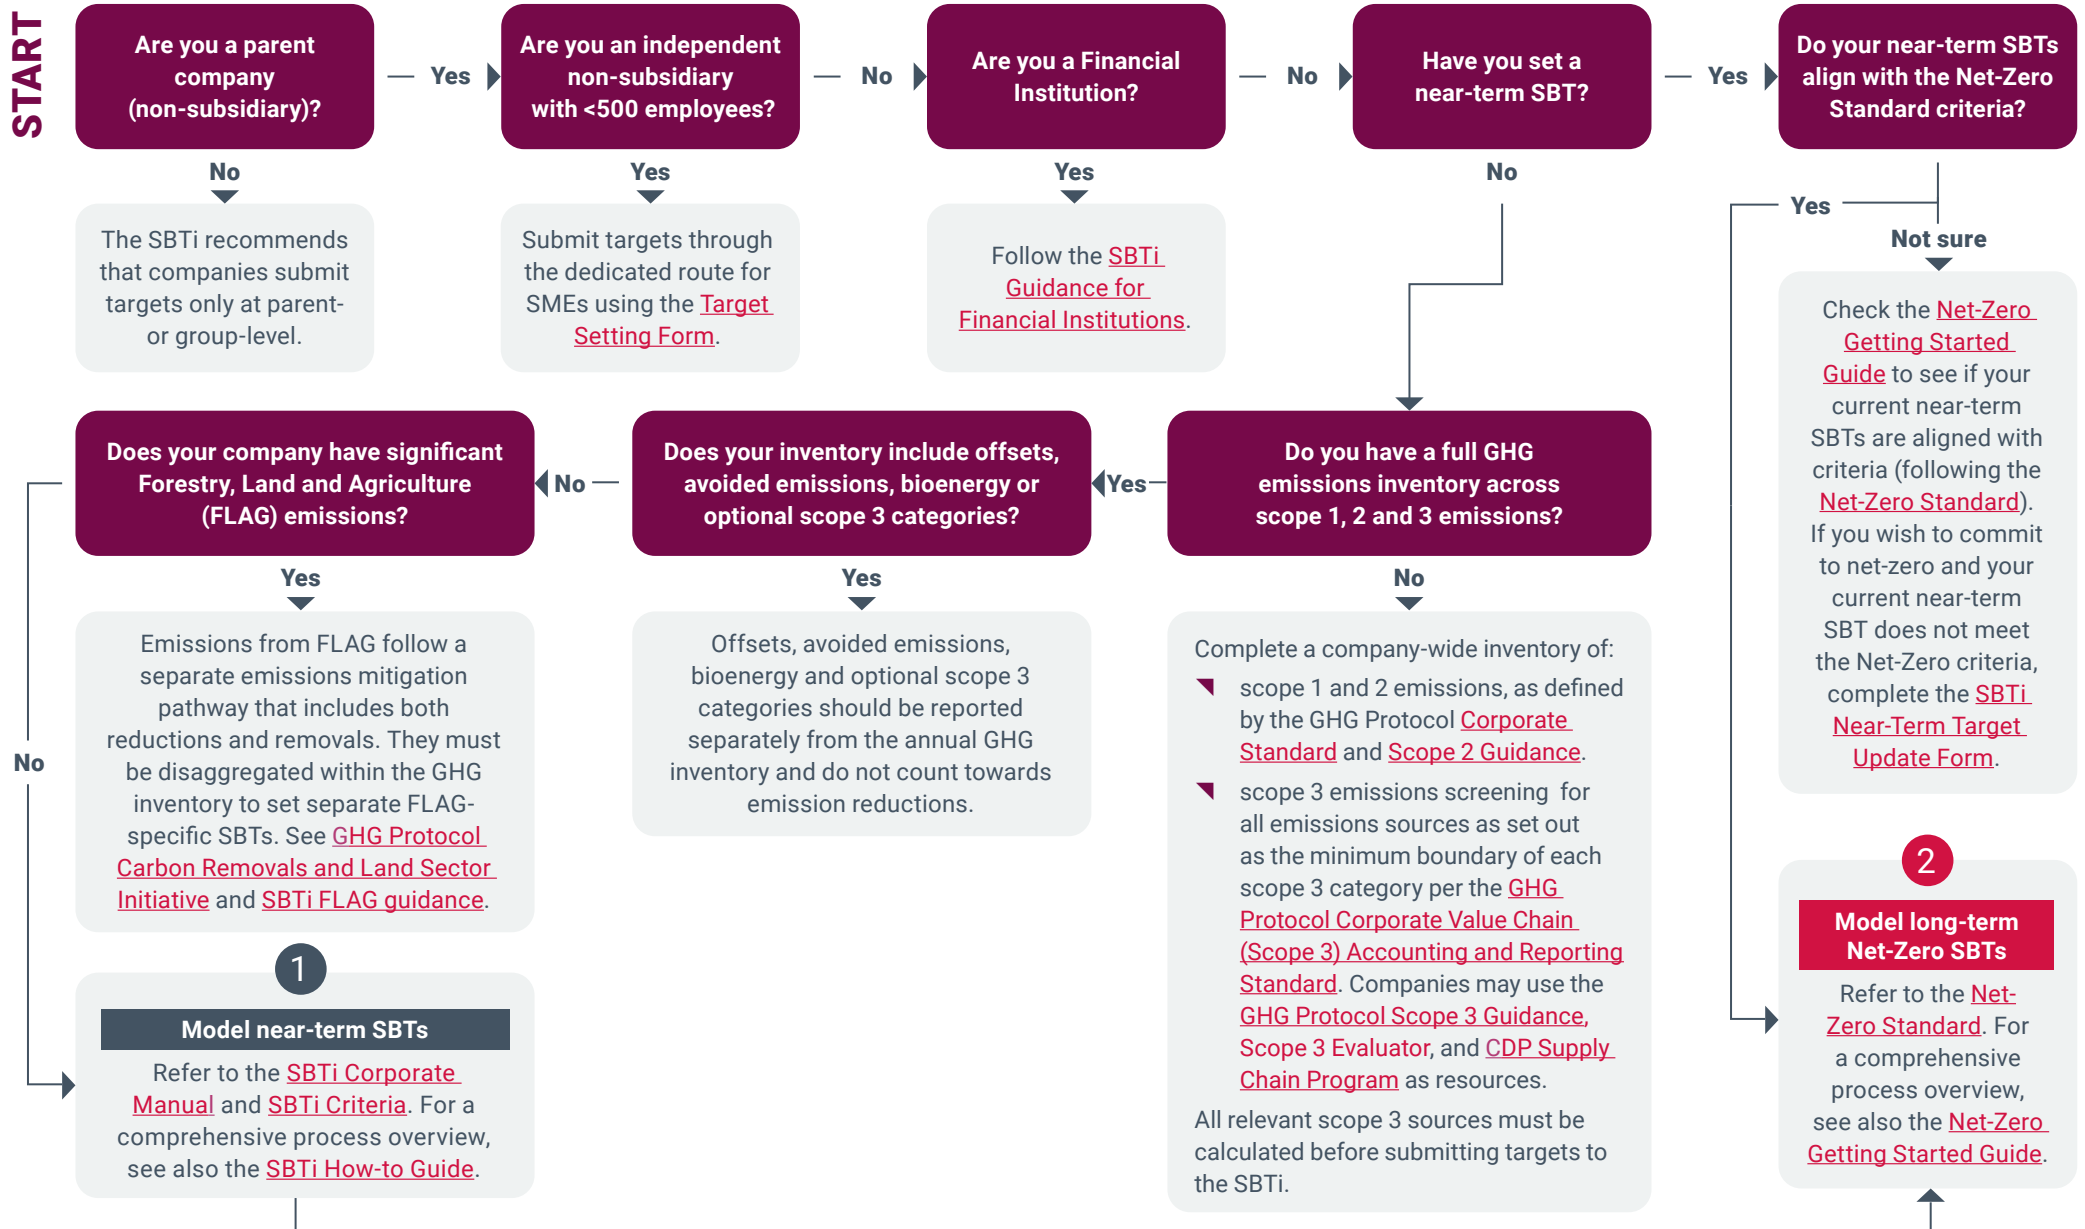 START
Are you a parent
company
(non-subsidiary)?
Yes
Are you an independent
non-subsidiary
with <500 employees?
No
Are you a Financial
Institution?
No
Have you set a
near-term SBT?
Yes
Do your near-term SBTs
align with the Net-Zero
Standard criteria?
No
The SBTi recommends
that companies submit
targets only at parent-
or group-level.
Yes
Submit targets through
the dedicated route for
SMEs using the Target
Setting Form.
Yes
Follow the SBTi
Guidance for
Financial Institutions.
No
Yes
Not sure
Check the Net-Zero
Getting Started
Guide to see if your
current near-term
SBTs are aligned with
criteria (following the
Net-Zero Standard).
If you wish to commit
to net-zero and your
current near-term
SBT does not meet
the Net-Zero criteria,
complete the SBTi
Near-Term Target
Update Form.
Do you have a full GHG
emissions inventory across
scope 1, 2 and 3 emissions?
Yes
Does your inventory include offsets,
avoided emissions, bioenergy or
optional scope 3 categories?
No
Does your company have significant
Forestry, Land and Agriculture
(FLAG) emissions?
No
Yes
Emissions from FLAG follow a
separate emissions mitigation
pathway that includes both
reductions and removals. They must
be disaggregated within the GHG
inventory to set separate FLAG-
specific SBTs. See GHG Protocol
Carbon Removals and Land Sector
Initiative and SBTi FLAG guidance.
Yes
Offsets, avoided emissions,
bioenergy and optional scope 3
categories should be reported
separately from the annual GHG
inventory and do not count towards
emission reductions.
No
Complete a company-wide inventory of:
scope 1 and 2 emissions, as defined
by the GHG Protocol Corporate
Standard and Scope 2 Guidance.
scope 3 emissions screening for
all emissions sources as set out
as the minimum boundary of each
scope 3 category per the GHG
Protocol Corporate Value Chain
(Scope 3) Accounting and Reporting
Standard. Companies may use the
GHG Protocol Scope 3 Guidance,
Scope 3 Evaluator, and CDP Supply
Chain Program as resources.
All relevant scope 3 sources must be
calculated before submitting targets to
the SBTi.
1
Model near-term SBTs
Refer to the SBTi Corporate
Manual and SBTi Criteria. For a
comprehensive process overview,
see also the SBTi How-to Guide.
2
Model long-term
Net-Zero SBTs
Refer to the Net-
Zero Standard. For
a comprehensive
process overview,
see also the Net-Zero
Getting Started Guide.